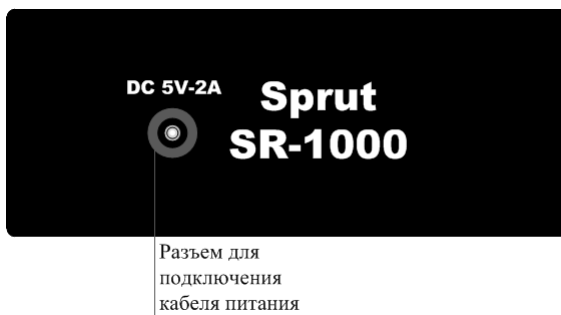 DC 5V-2A
Sprut
SR-1000
Разъем для
подключения
кабеля питания